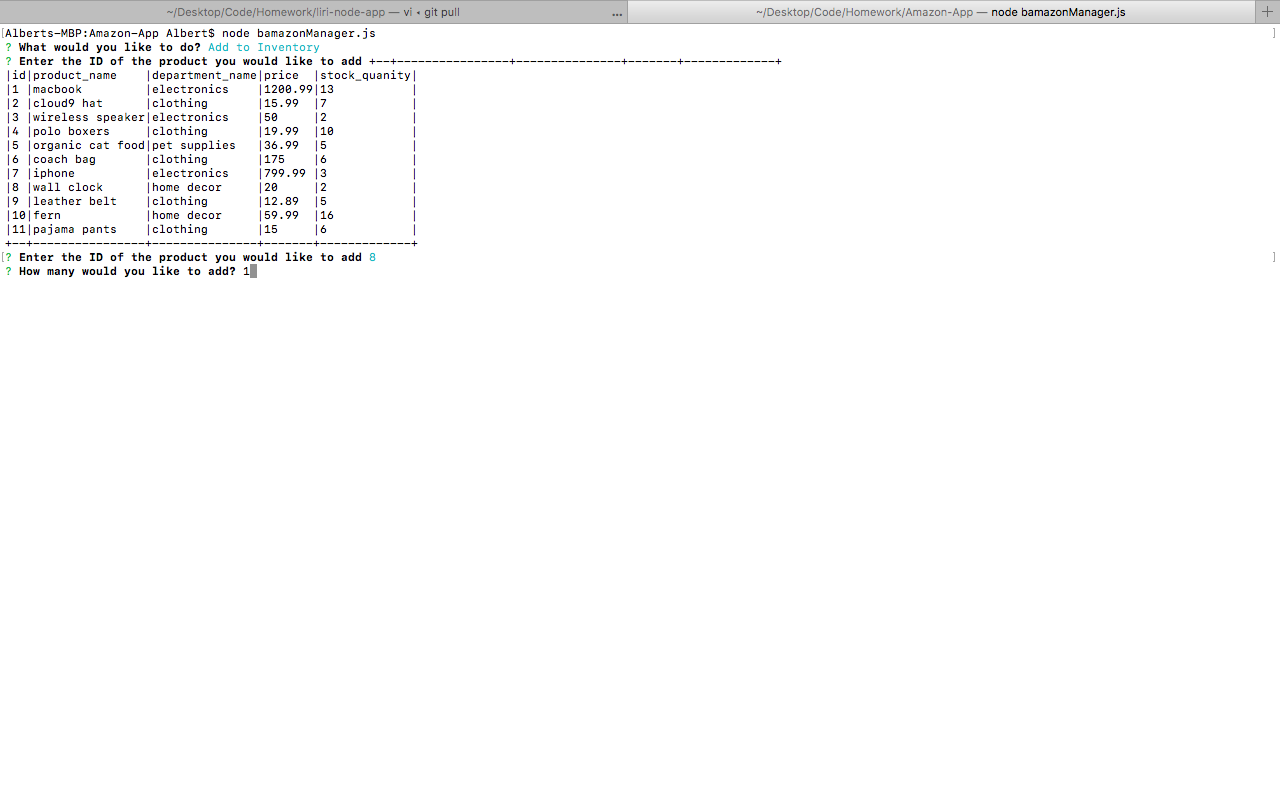 ~/Desktop/Code/Homework/liri-node-app — vi • git pull ... ~/Desktop/Code/Homework/Amazon-App — node bamazonManager.js +
[Alberts-MBP:Amazon-App Albert$ node bamazonManager.js ]
? What would you like to do? Add to Inventory
? Enter the ID of the product you would like to add +--+----------------+---------------+-------+-------------+
|id|product_name    |department_name|price  |stock_quanity|
|1 |macbook         |electronics    |1200.99|13           |
|2 |cloud9 hat      |clothing       |15.99  |7            |
|3 |wireless speaker|electronics    |50     |2            |
|4 |polo boxers     |clothing       |19.99  |10           |
|5 |organic cat food|pet supplies   |36.99  |5            |
|6 |coach bag       |clothing       |175    |6            |
|7 |iphone          |electronics    |799.99 |3            |
|8 |wall clock      |home decor     |20     |2            |
|9 |leather belt    |clothing       |12.89  |5            |
|10|fern            |home decor     |59.99  |16           |
|11|pajama pants    |clothing       |15     |6            |
+--+----------------+---------------+-------+-------------+
[? Enter the ID of the product you would like to add 8 ]
? How many would you like to add? 1